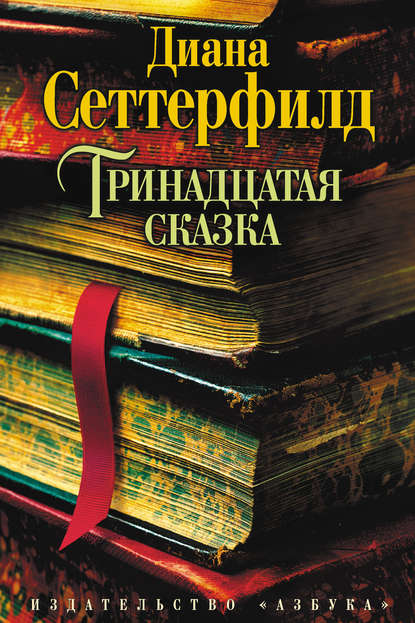 Диана
Сеттерфилд
Тринадцатая
сказка
ИЗДАТЕЛЬСТВО «АЗБУКА»